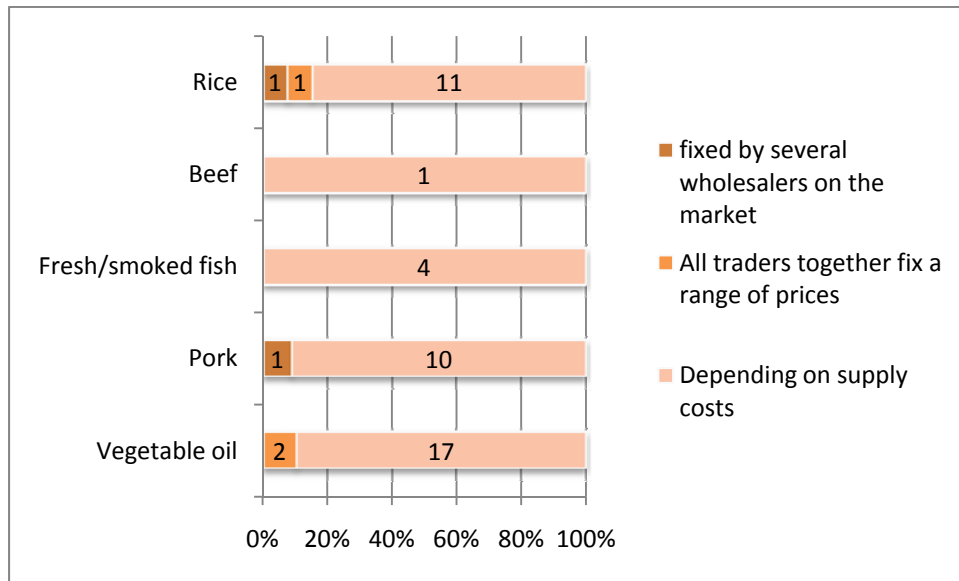 Rice
1 1 11
Beef
1
Fresh/smoked fish
4
Pork
1 10
Vegetable oil
2 17
0% 20% 40% 60% 80% 100%
fixed by several
wholesalers on the
market
All traders together fix a
range of prices
Depending on supply
costs